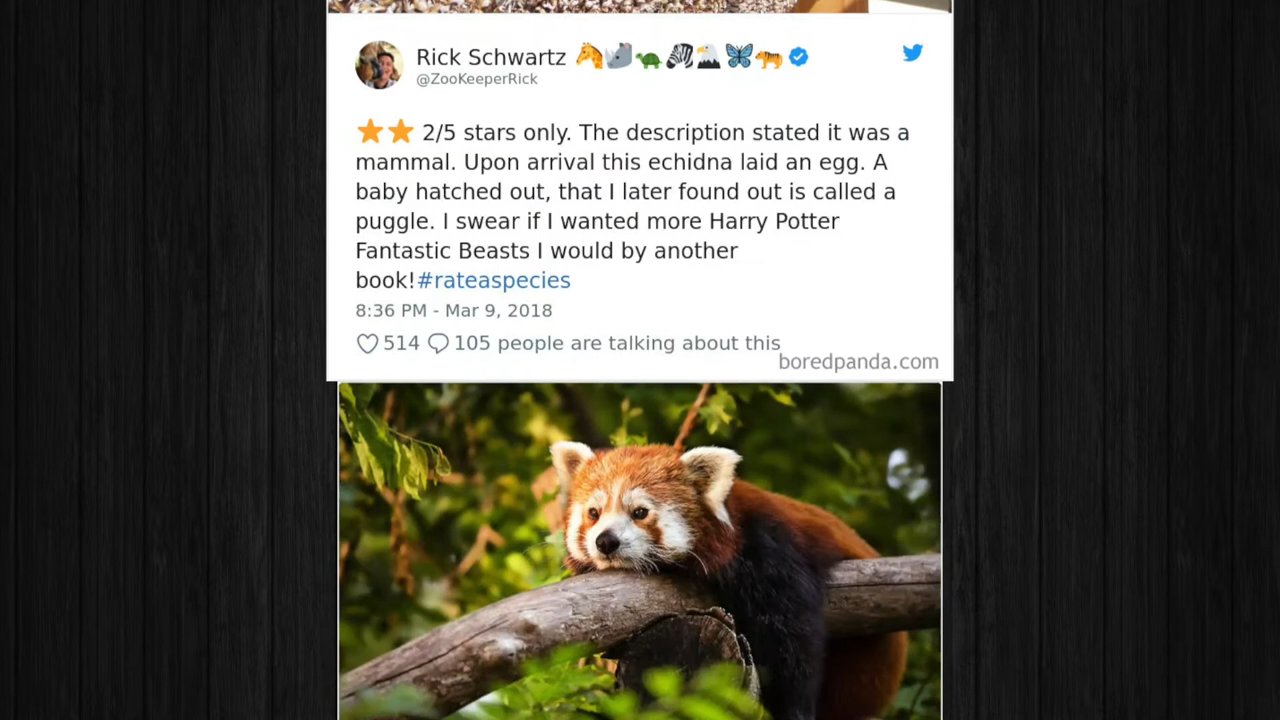 Rick Schwartz 🦒🦏🐢🦓🦅🦋🐅
@ZooKeeperRick
⭐⭐ 2/5 stars only. The description stated it was a
mammal. Upon arrival this echidna laid an egg. A
baby hatched out, that I later found out is called a
puggle. I swear if I wanted more Harry Potter
Fantastic Beasts I would by another
book!#rateaspecies
8:36 PM - Mar 9, 2018
514 105 people are talking about this
boredpanda.com